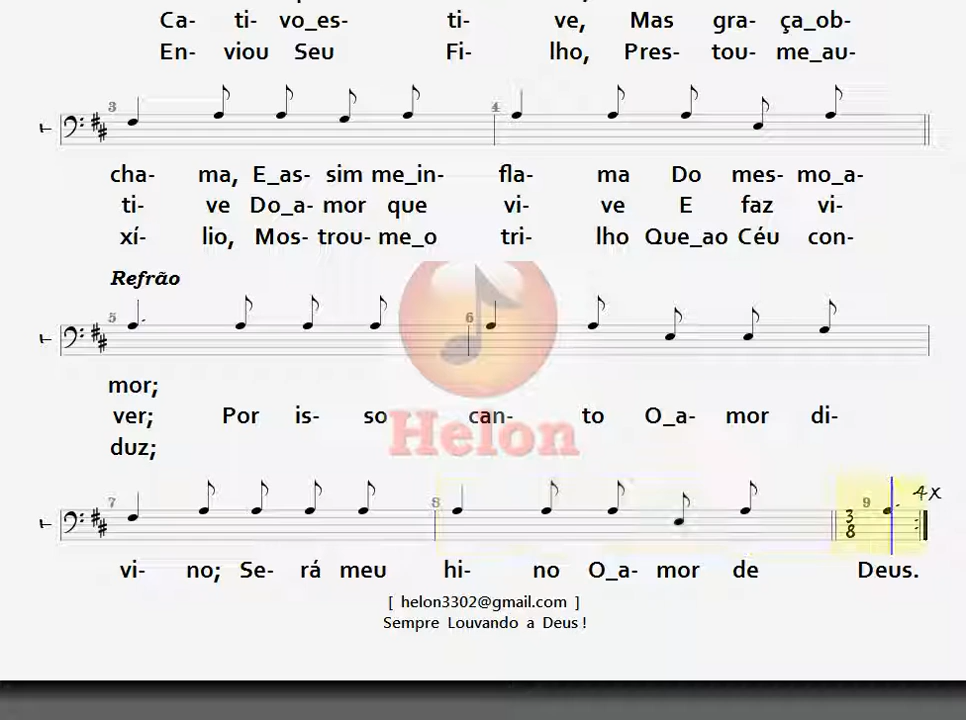 Ca- ti- vo_es- ti- ve, Mas gra- ça_ob-
En- viou Seu Fi- lho, Pres- tou- me_au-
3 4
cha- ma, E_as- sim me_in- fla- ma Do mes- mo_a-
ti- ve Do_a- mor que vi- ve E faz vi-
xí- lio, Mos- trou- me_o tri- lho Que_ao Céu con-
Refrão
5 6
mor;
ver; Por is- so can- to O_a- mor di-
duz;
Helon
7 8 9 4x
3
8
vi- no; Se- rá meu hi- no O_a- mor de Deus.
[ helon3302@gmail.com ]
Sempre Louvando a Deus !